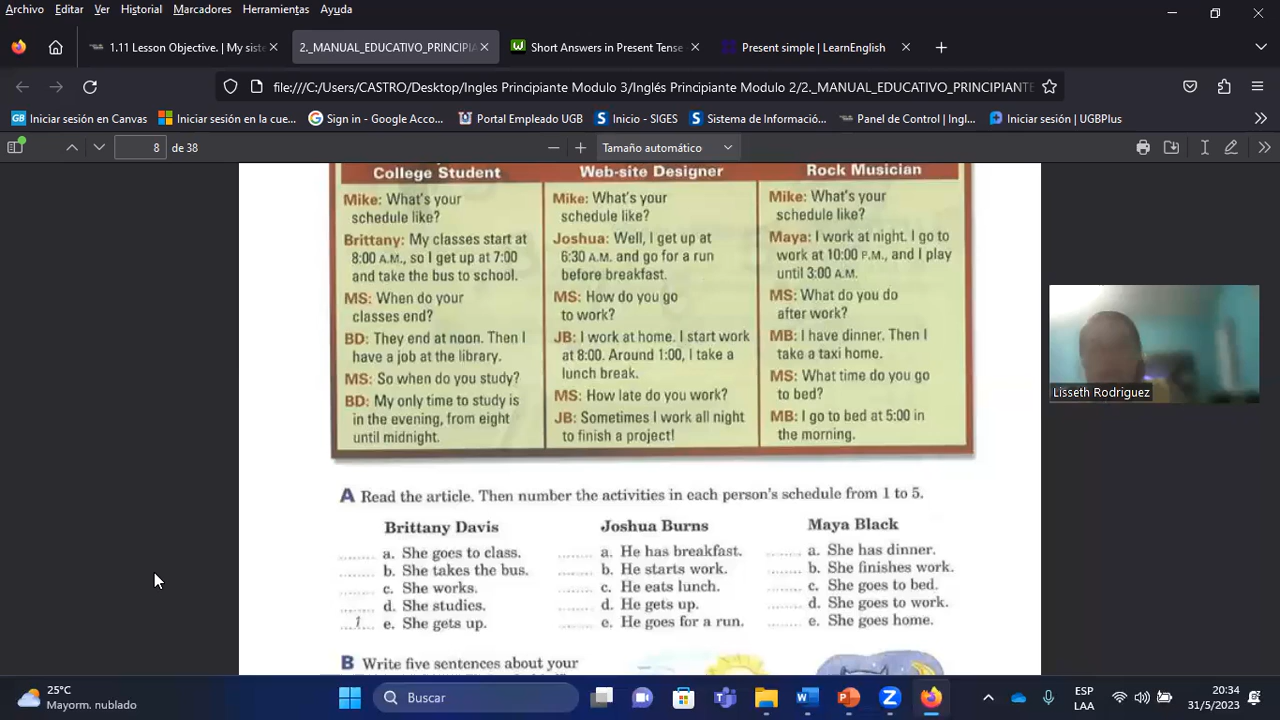 Archivo Editar Ver Historial Marcadores Herramientas Ayuda
1.11 Lesson Objective. | My siste
2._MANUAL_EDUCATIVO_PRINCIPIA
Short Answers in Present Tense
Present simple | LearnEnglish
file:///C:/Users/CASTRO/Desktop/Ingles Principiante Modulo 3/Inglés Principiante Modulo 2/2._MANUAL_EDUCATIVO_PRINCIPIANTE
Iniciar sesión en Canvas
Iniciar sesión en la cue...
Sign in - Google Acco...
Portal Empleado UGB
Inicio - SIGES
Sistema de Informació...
Panel de Control | Ingl...
Iniciar sesión | UGBPlus
8 de 38
Tamaño automático
College Student
Mike: What's your
schedule like?
Brittany: My classes start at
8:00 A.M., so I get up at 7:00
and take the bus to school.
MS: When do your
classes end?
BD: They end at noon. Then I
have a job at the library.
MS: So when do you study?
BD: My only time to study is
in the evening, from eight
until midnight.
Web-site Designer
Mike: What's your
schedule like?
Joshua: Well, I get up at
6:30 A.M. and go for a run
before breakfast.
MS: How do you go
to work?
JB: I work at home. I start work
at 8:00. Around 1:00, I take a
lunch break.
MS: How late do you work?
JB: Sometimes I work all night
to finish a project!
Rock Musician
Mike: What's your
schedule like?
Maya: I work at night. I go to
work at 10:00 P.M., and I play
until 3:00 A.M.
MS: What do you do
after work?
MB: I have dinner. Then I
take a taxi home.
MS: What time do you go
to bed?
MB: I go to bed at 5:00 in
the morning.
Lisseth Rodriguez
A Read the article. Then number the activities in each person's schedule from 1 to 5.
Brittany Davis
a. She goes to class.
b. She takes the bus.
c. She works.
d. She studies.
1 e. She gets up.
Joshua Burns
a. He has breakfast.
b. He starts work.
c. He eats lunch.
d. He gets up.
e. He goes for a run.
Maya Black
a. She has dinner.
b. She finishes work.
c. She goes to bed.
d. She goes to work.
e. She goes home.
B Write five sentences about your
25°C
Mayorm. nubado
Buscar
ESP
LAA
20:34
31/5/2023